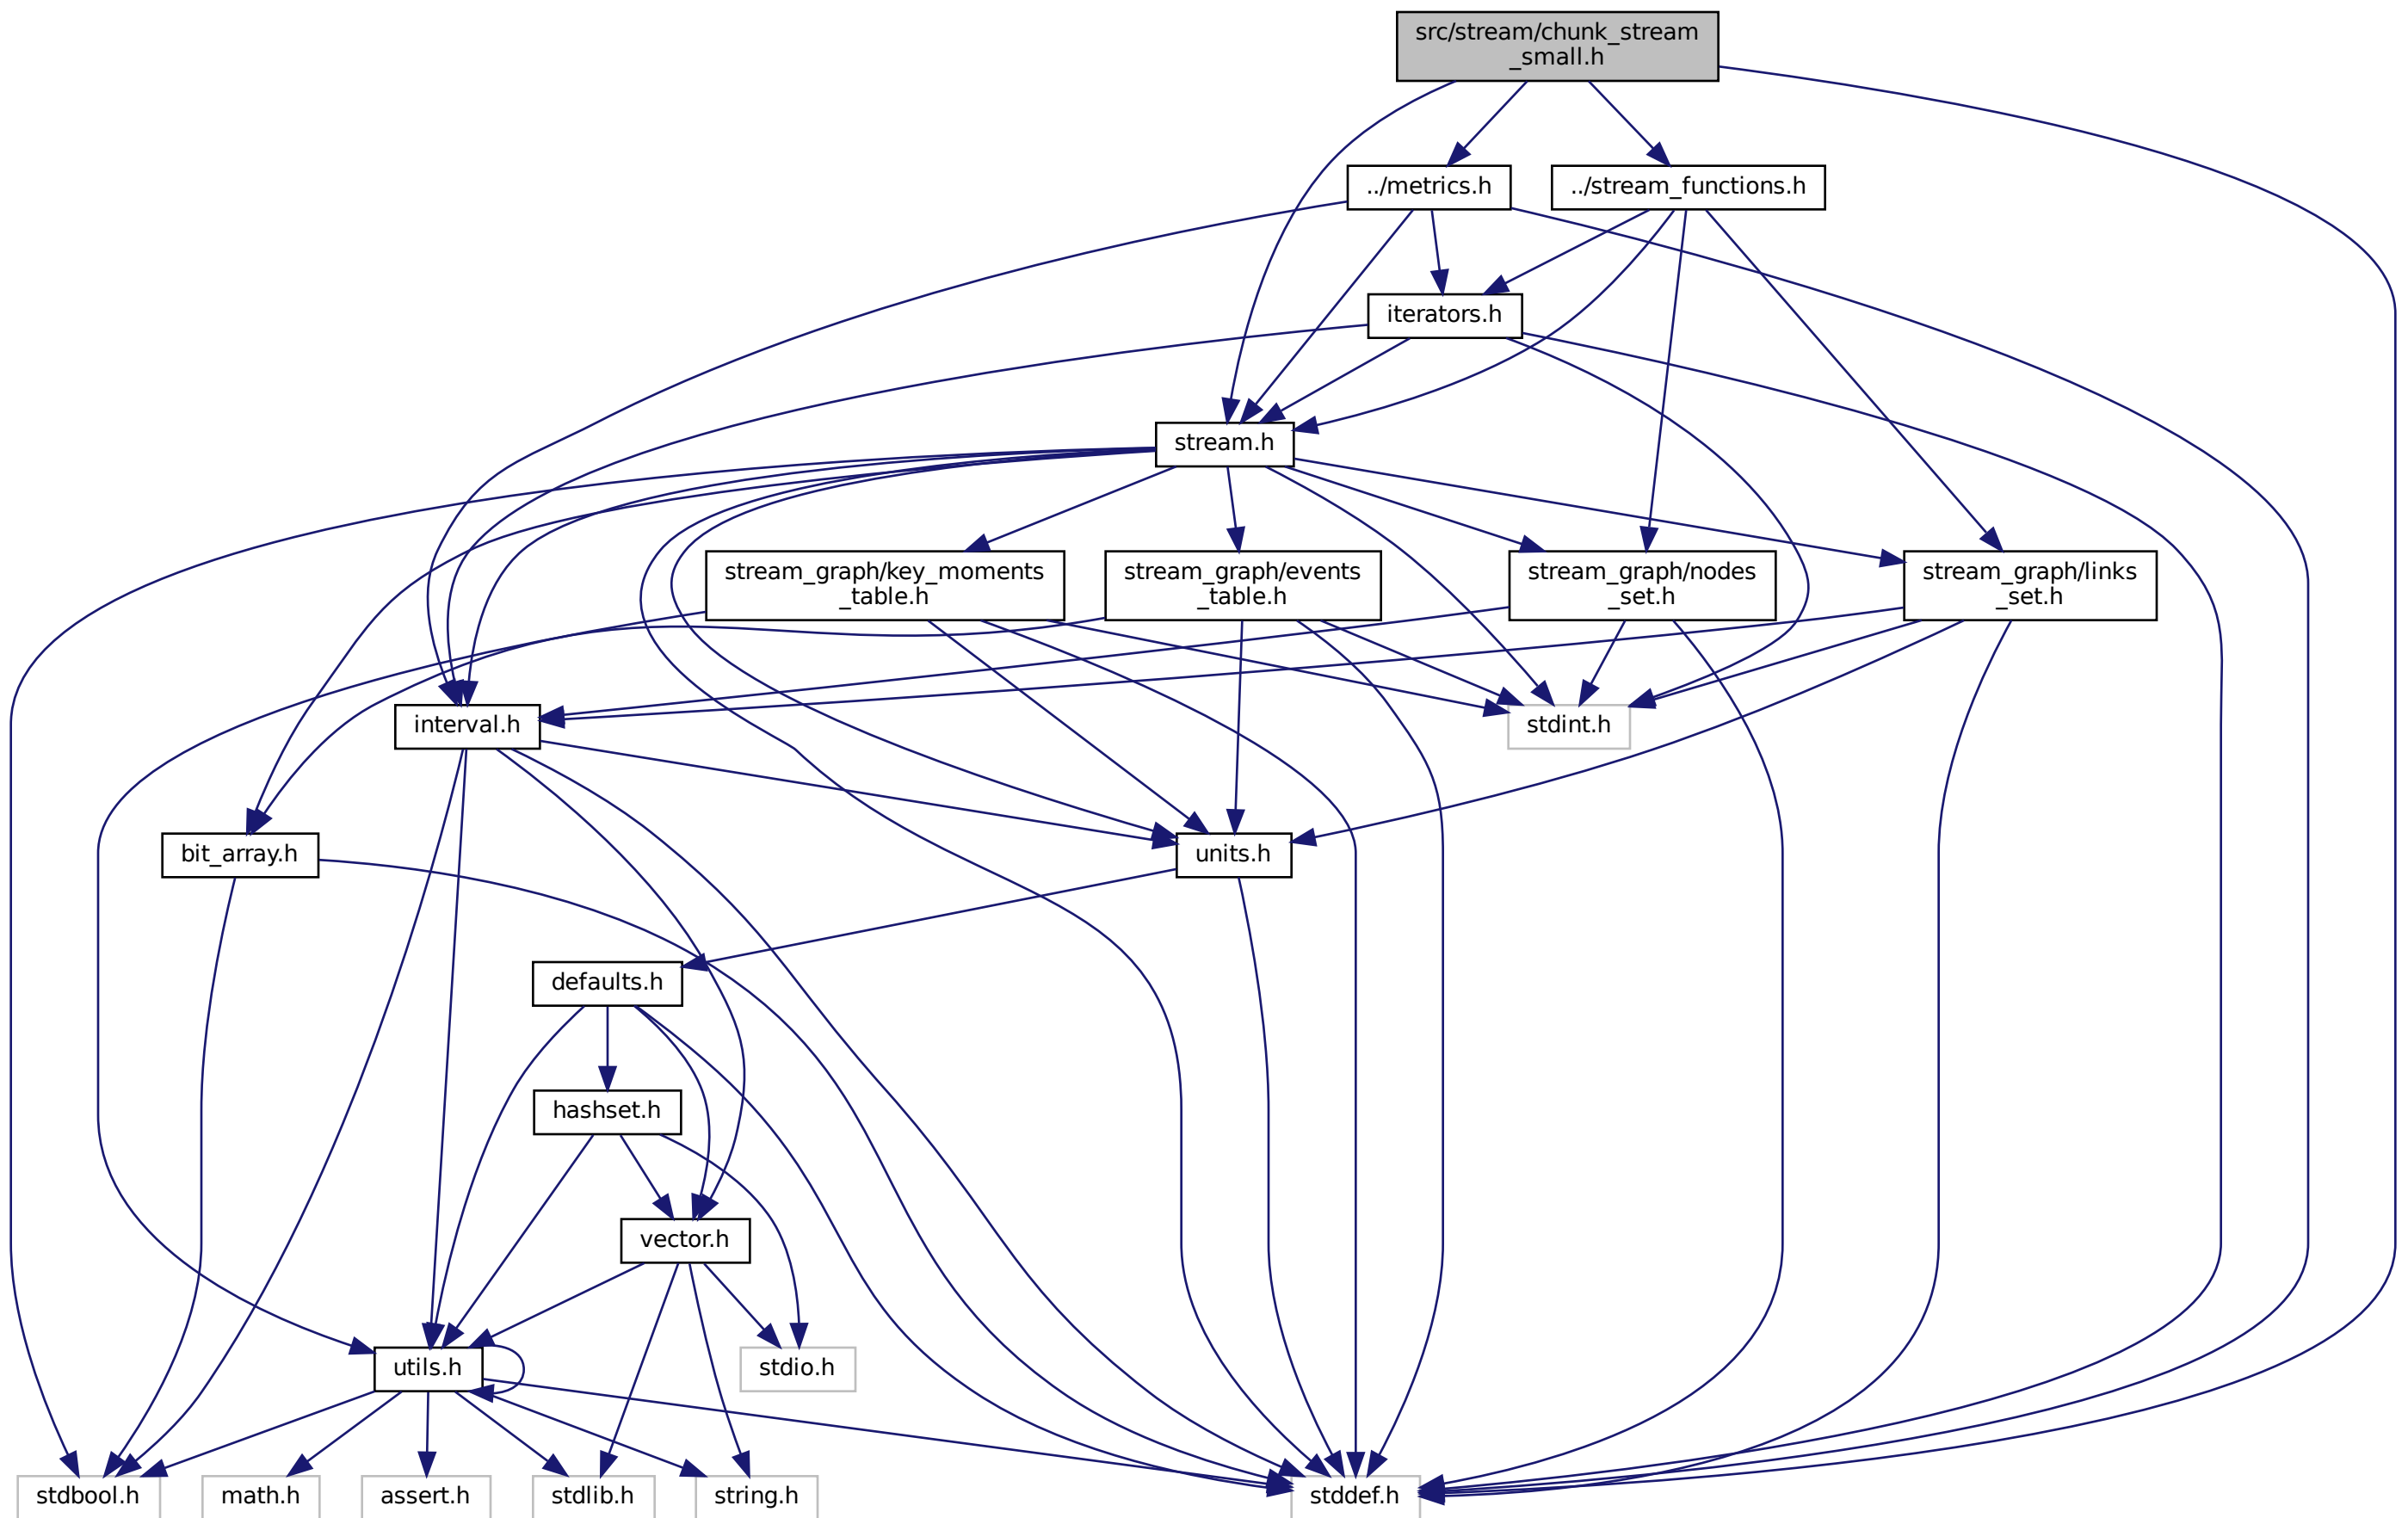 src/stream/chunk_stream
_small.h
../metrics.h
../stream_functions.h
iterators.h
stream.h
stream_graph/key_moments
_table.h
stream_graph/events
_table.h
stream_graph/nodes
_set.h
stream_graph/links
_set.h
interval.h
stdint.h
bit_array.h
units.h
defaults.h
hashset.h
vector.h
utils.h
stdio.h
stdbool.h
math.h
assert.h
stdlib.h
string.h
stddef.h